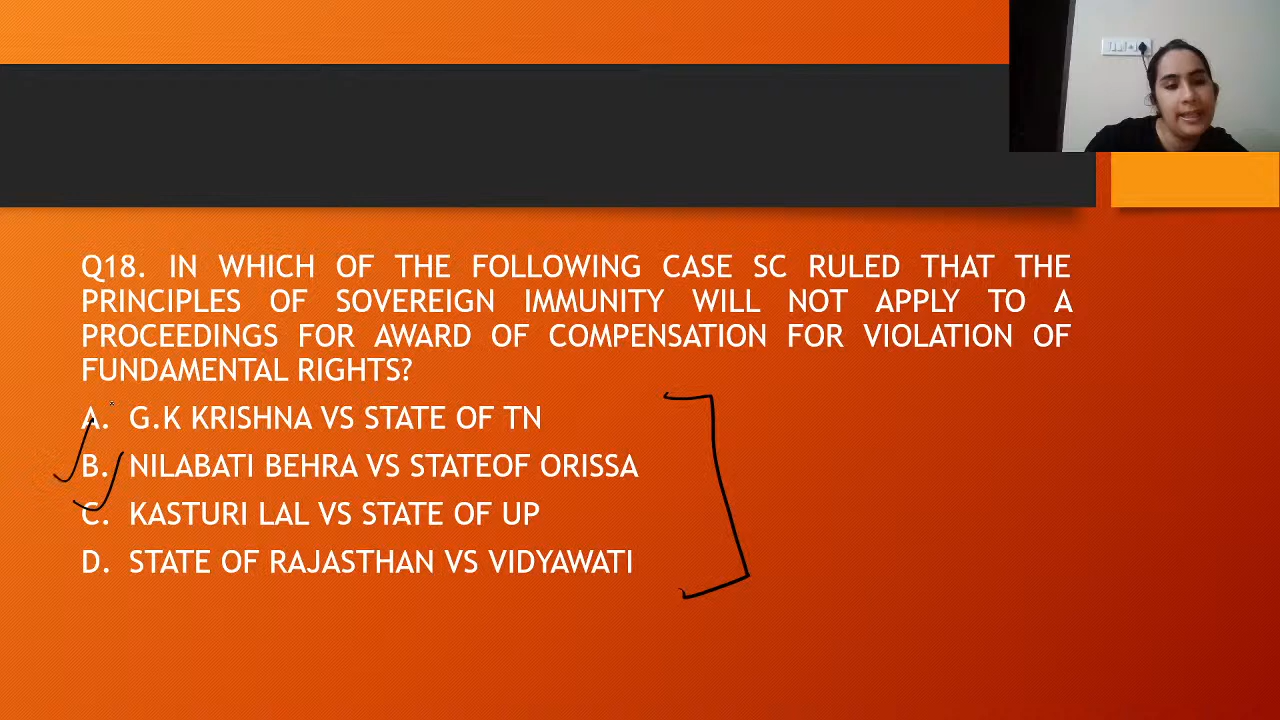 Q18. IN WHICH OF THE FOLLOWING CASE SC RULED THAT THE
PRINCIPLES OF SOVEREIGN IMMUNITY WILL NOT APPLY TO A
PROCEEDINGS FOR AWARD OF COMPENSATION FOR VIOLATION OF
FUNDAMENTAL RIGHTS?
A. G.K KRISHNA VS STATE OF TN
B. NILABATI BEHRA VS STATEOF ORISSA
C. KASTURI LAL VS STATE OF UP
D. STATE OF RAJASTHAN VS VIDYAWATI